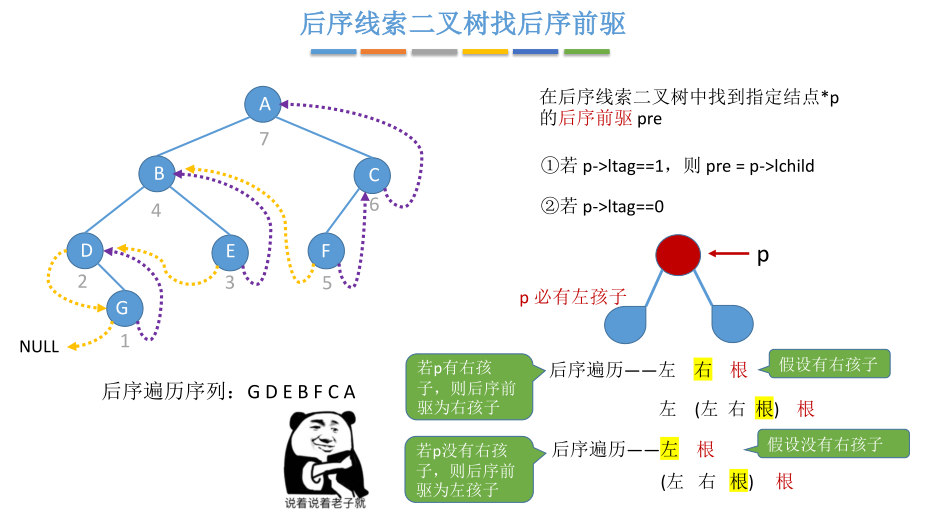 后序线索二叉树找后序前驱
A
7
B
4
C
6
D
2
E
3
F
5
G
1
NULL
后序遍历序列：G D E B F C A
说着说着老子就
在后序线索二叉树中找到指定结点*p
的后序前驱 pre
①若 p->ltag==1，则 pre = p->lchild
②若 p->ltag==0
p
p 必有左孩子
若p有右孩
子，则后序前
驱为右孩子
后序遍历——左 右 根
假设有右孩子
左 (左 右 根) 根
若p没有右孩
子，则后序前
驱为左孩子
后序遍历——左 根
假设没有右孩子
(左 右 根) 根